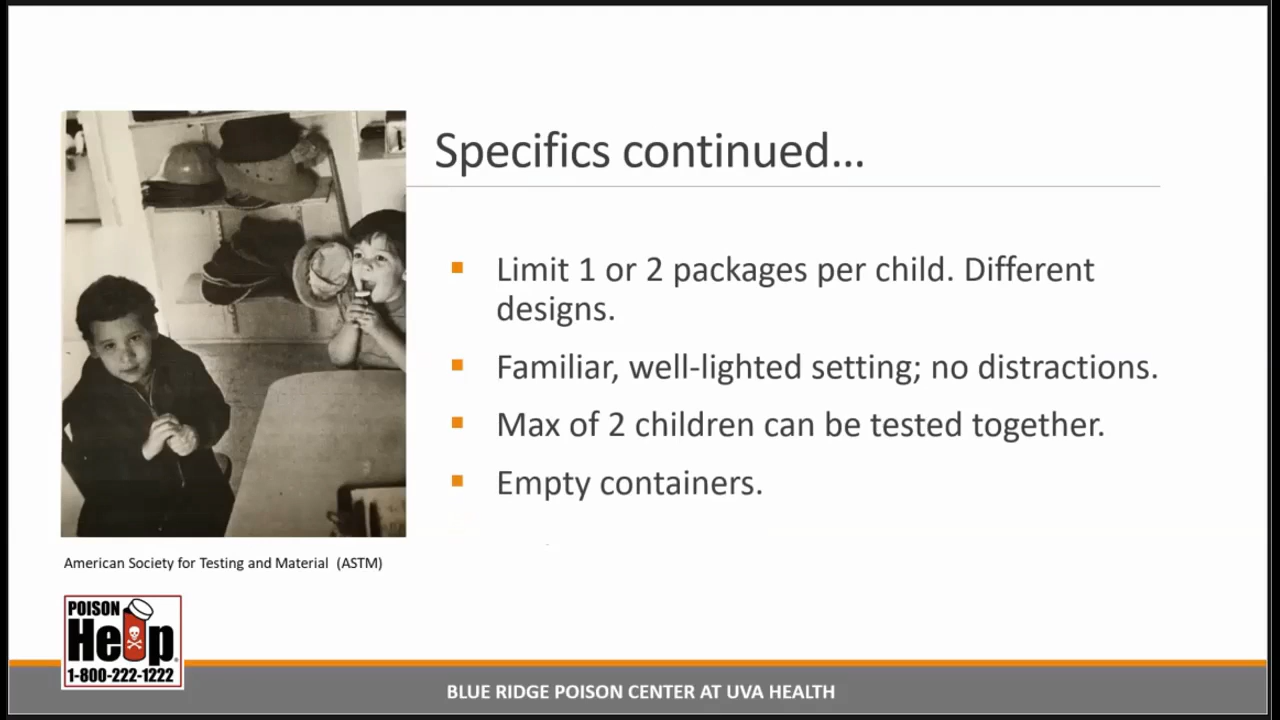 Specifics continued...
Limit 1 or 2 packages per child. Different
designs.
Familiar, well-lighted setting; no distractions.
Max of 2 children can be tested together.
Empty containers.
American Society for Testing and Material (ASTM)
POISON
Help
1-800-222-1222
BLUE RIDGE POISON CENTER AT UVA HEALTH